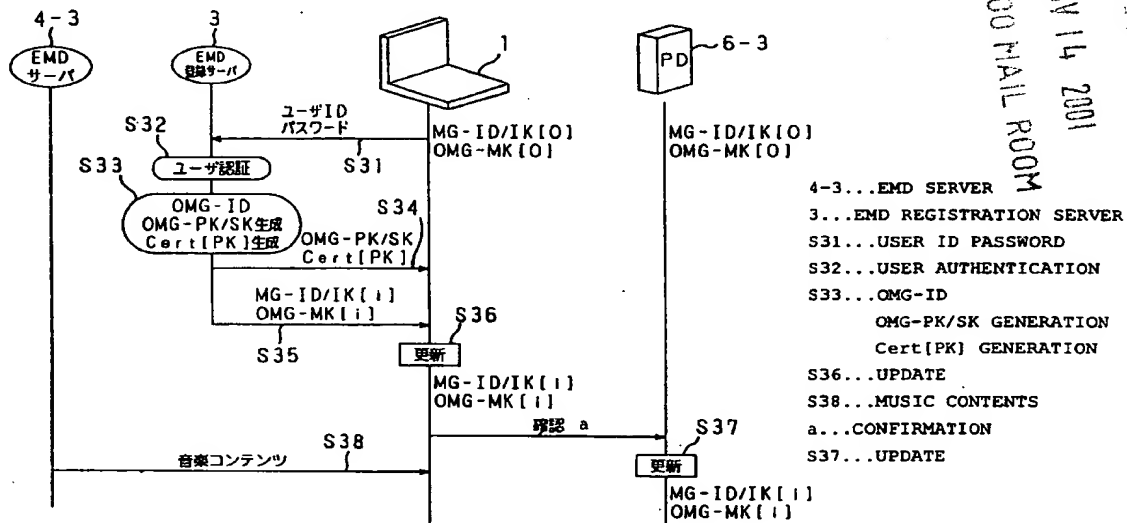 4-3
3
1
6-3
EMD
サーバ
EMD
登録サーバ
PD
ユーザID
パスワード
S31
MG-ID/IK[0]
OMG-MK[0]
MG-ID/IK[0]
OMG-MK[0]
S32
ユーザ認証
S33
OMG-ID
OMG-PK/SK生成
Cert[PK]生成
S34
OMG-PK/SK
Cert[PK]
MG-ID/IK[i]
OMG-MK[i]
S35
S36
更新
MG-ID/IK[i]
OMG-MK[i]
確認 a
S37
更新
MG-ID/IK[i]
OMG-MK[i]
S38
音楽コンテンツ
4-3...EMD SERVER
3...EMD REGISTRATION SERVER
S31...USER ID PASSWORD
S32...USER AUTHENTICATION
S33...OMG-ID
OMG-PK/SK GENERATION
Cert[PK] GENERATION
S36...UPDATE
S38...MUSIC CONTENTS
a...CONFIRMATION
S37...UPDATE
V 14 2001
00 MAIL ROOM